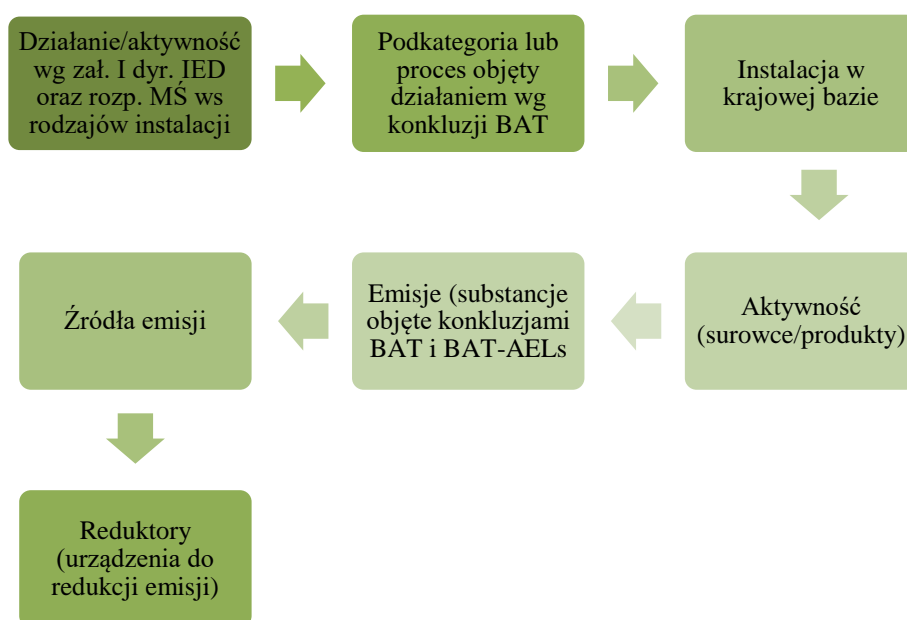 Działanie/aktywność
wg zał. I dyr. IED
oraz rozp. MŚ ws
rodzajów instalacji
Podkategoria lub
proces objęty
działaniem wg
konkluzji BAT
Instalacja w
krajowej bazie
Aktywność
(surowce/produkty)
Emisje (substancje
objęte konkluzjami
BAT i BAT-AELs
Źródła emisji
Reduktory
(urządzenia do
redukcji emisji)